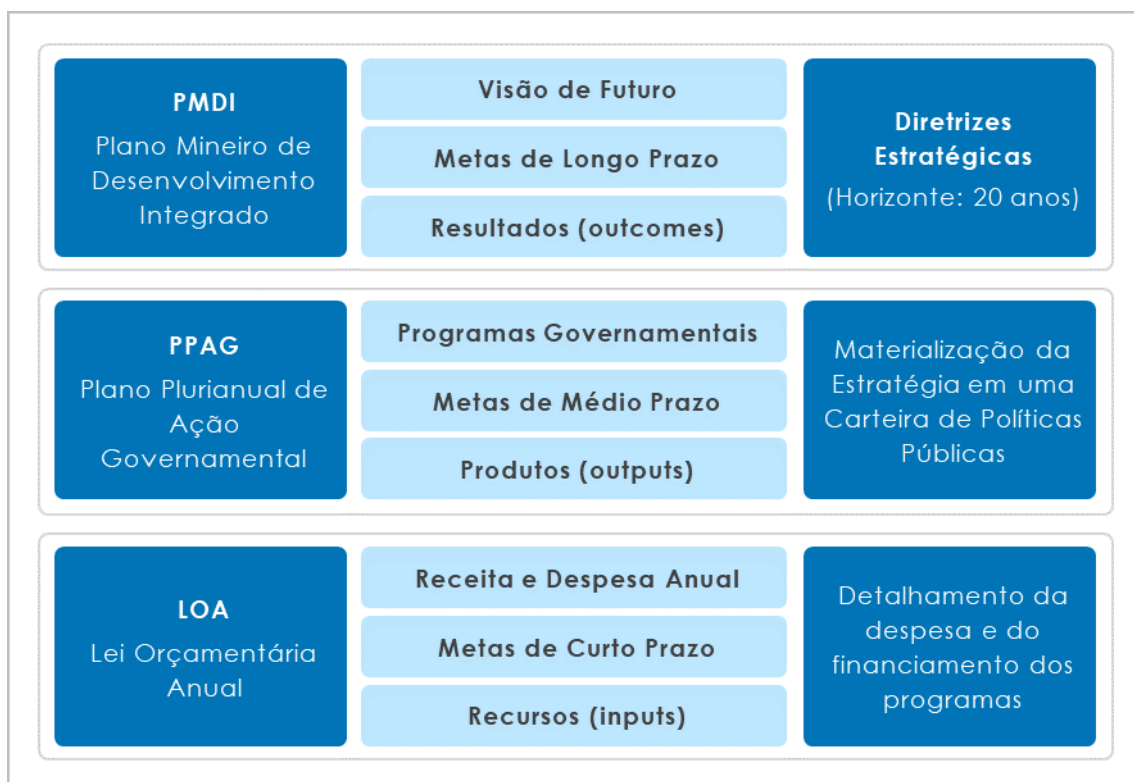 PMDI
Plano Mineiro de
Desenvolvimento
Integrado
Visão de Futuro
Metas de Longo Prazo
Resultados (outcomes)
Diretrizes
Estratégicas
(Horizonte: 20 anos)
PPAG
Plano Plurianual de
Ação
Governamental
Programas Governamentais
Metas de Médio Prazo
Produtos (outputs)
Materialização da
Estratégia em uma
Carteira de Políticas
Públicas
LOA
Lei Orçamentária
Anual
Receita e Despesa Anual
Metas de Curto Prazo
Recursos (inputs)
Detalhamento da
despesa e do
financiamento dos
programas